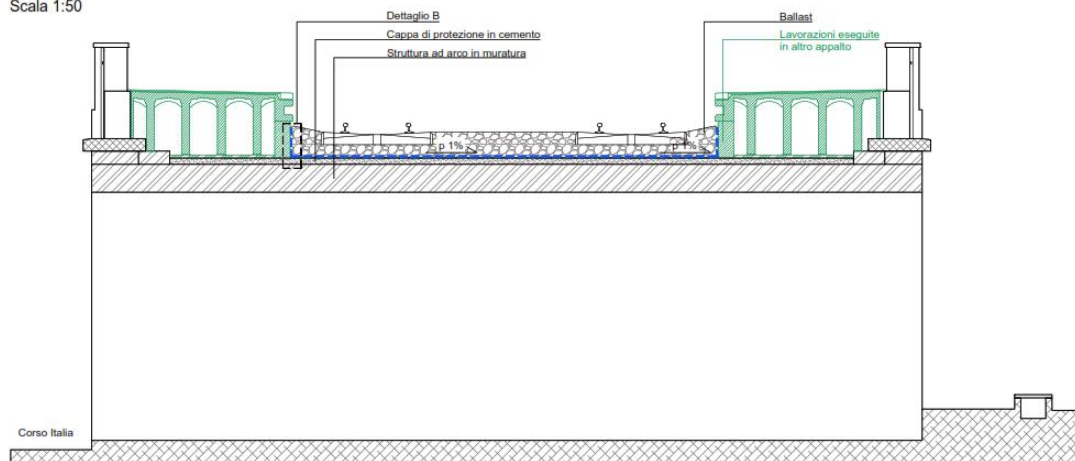 Scala 1:50
Dettaglio B
Cappa di protezione in cemento
Struttura ad arco in muratura
Ballast
Lavorazioni eseguite
in altro appalto
p 1%
p 1%
Corso Italia